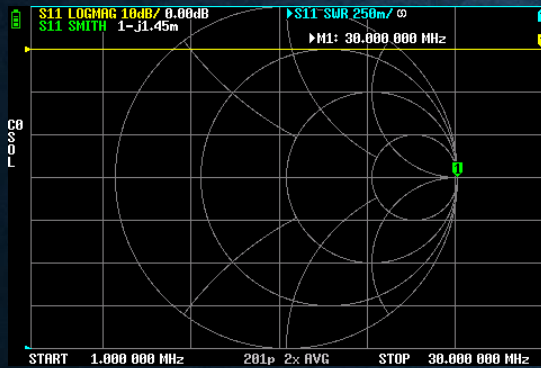 S11 LOGMAG 10dB/ 0.00dB
S11 SWR 250m/ ∞
S11 SMITH 1-j1.45m
M1: 30.000 000 MHz
C0
S
O
L
1
START 1.000 000 MHz
201p 2x AVG
STOP 30.000 000 MHz